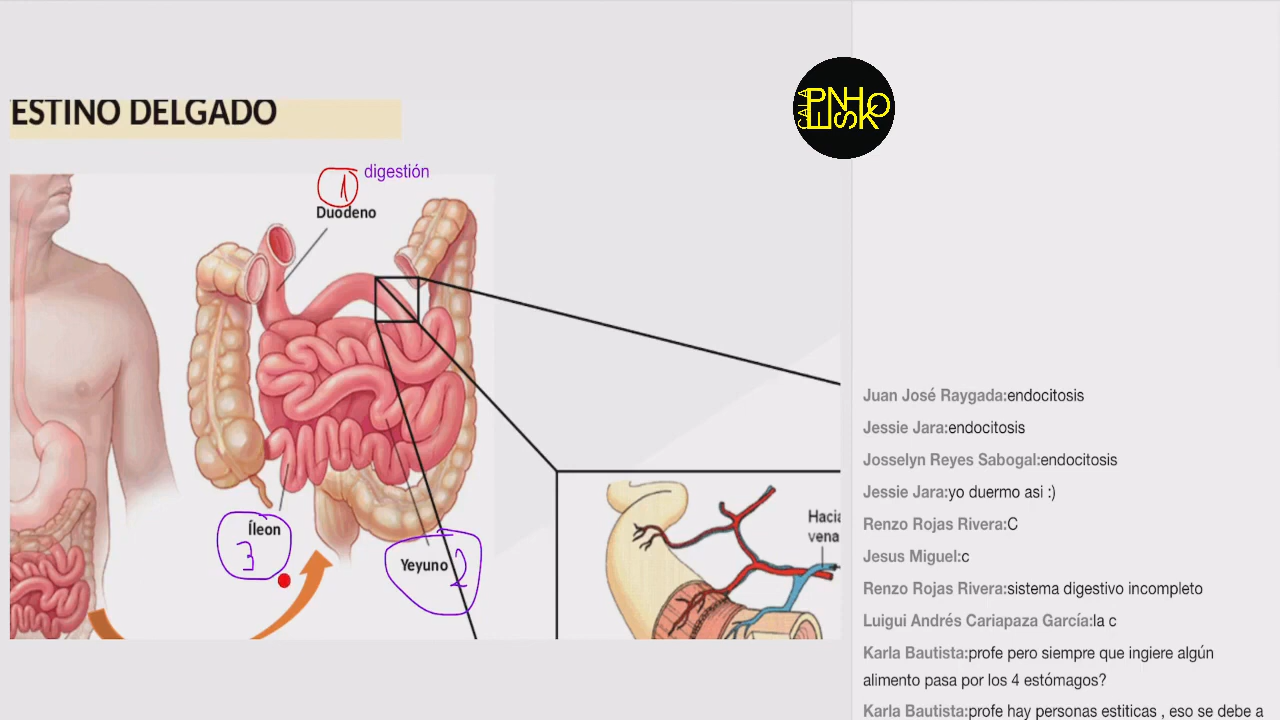 ESTINO DELGADO
CALA
PENH
ESKO
1 digestión
Duodeno
Íleon
3
Yeyuno 2
Hacia
vena
Juan José Raygada:endocitosis
Jessie Jara:endocitosis
Josselyn Reyes Sabogal:endocitosis
Jessie Jara:yo duermo asi :)
Renzo Rojas Rivera:C
Jesus Miguel:c
Renzo Rojas Rivera:sistema digestivo incompleto
Luigui Andrés Cariapaza García:la c
Karla Bautista:profe pero siempre que ingiere algún
alimento pasa por los 4 estómagos?
Karla Bautista:profe hay personas estiticas , eso se debe a